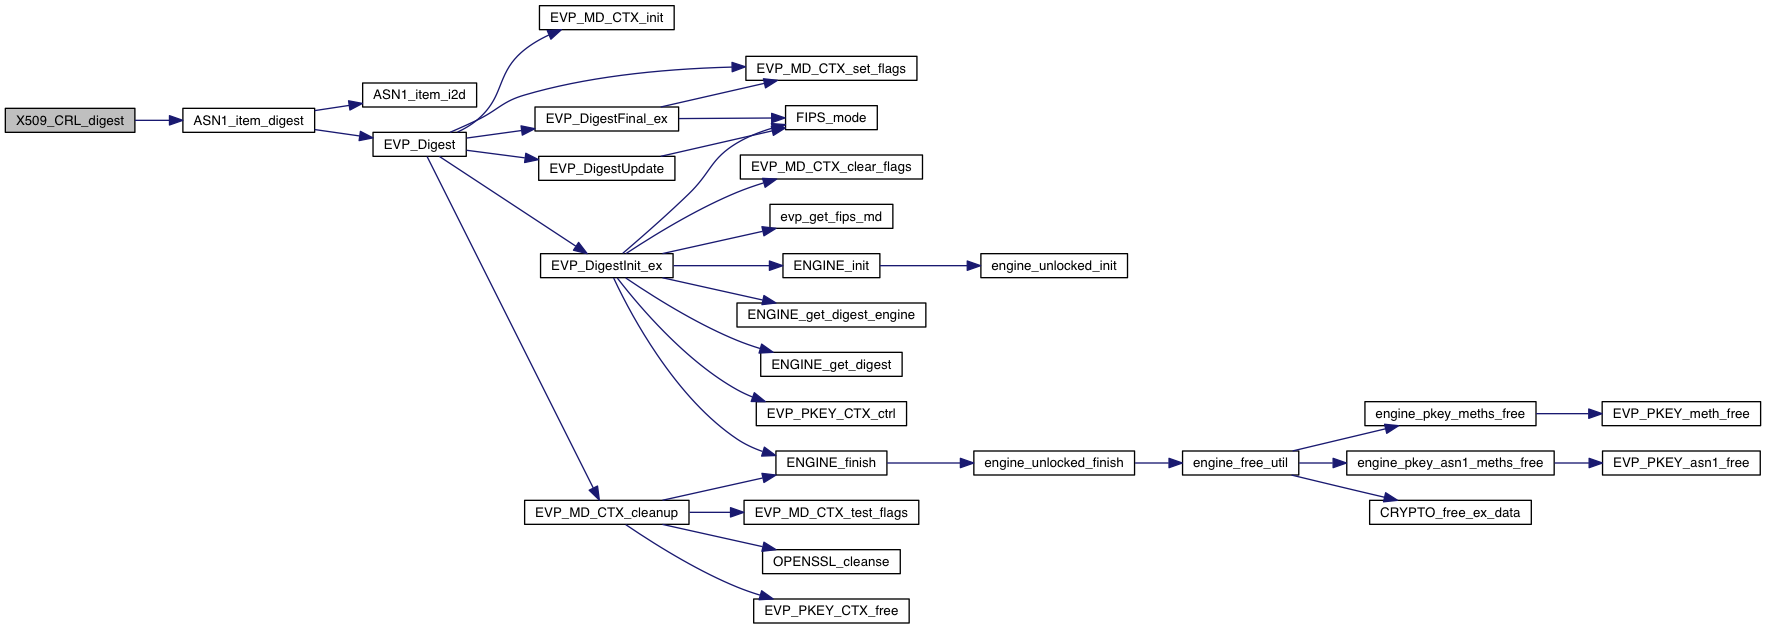 X509_CRL_digest
ASN1_item_digest
ASN1_item_i2d
EVP_Digest
EVP_MD_CTX_init
EVP_MD_CTX_set_flags
EVP_DigestFinal_ex
FIPS_mode
EVP_DigestUpdate
EVP_MD_CTX_clear_flags
evp_get_fips_md
EVP_DigestInit_ex
ENGINE_init
engine_unlocked_init
ENGINE_get_digest_engine
ENGINE_get_digest
EVP_PKEY_CTX_ctrl
ENGINE_finish
engine_unlocked_finish
engine_free_util
engine_pkey_meths_free
EVP_PKEY_meth_free
engine_pkey_asn1_meths_free
EVP_PKEY_asn1_free
CRYPTO_free_ex_data
EVP_MD_CTX_cleanup
EVP_MD_CTX_test_flags
OPENSSL_cleanse
EVP_PKEY_CTX_free